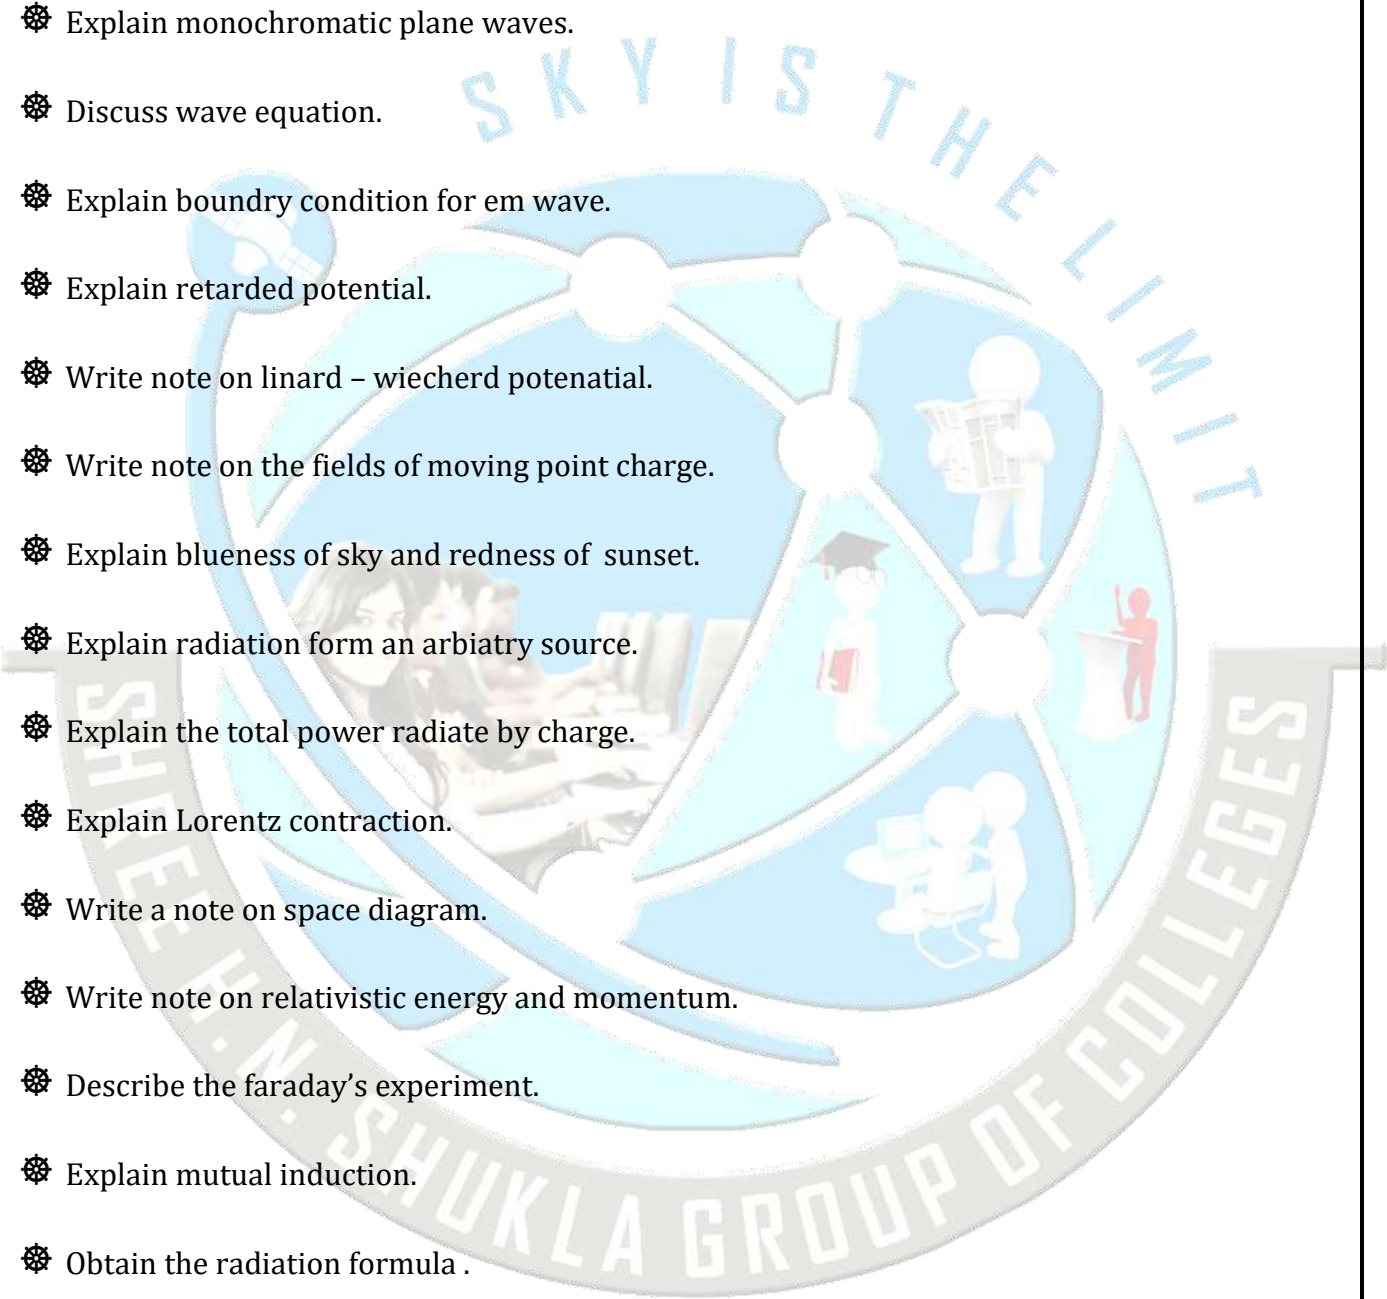 Explain monochromatic plane waves.
Discuss wave equation.
Explain boundry condition for em wave.
Explain retarded potential.
Write note on linard – wiecherd potenatial.
Write note on the fields of moving point charge.
Explain blueness of sky and redness of  sunset.
Explain radiation form an arbiatry source.
Explain the total power radiate by charge.
Explain Lorentz contraction.
Write a note on space diagram.
Write note on relativistic energy and momentum.
Describe the faraday's experiment.
Explain mutual induction.
Obtain the radiation formula .
SKY IS THE LIMIT
SHREE H. N. SHUKLA GROUP OF COLLEGES